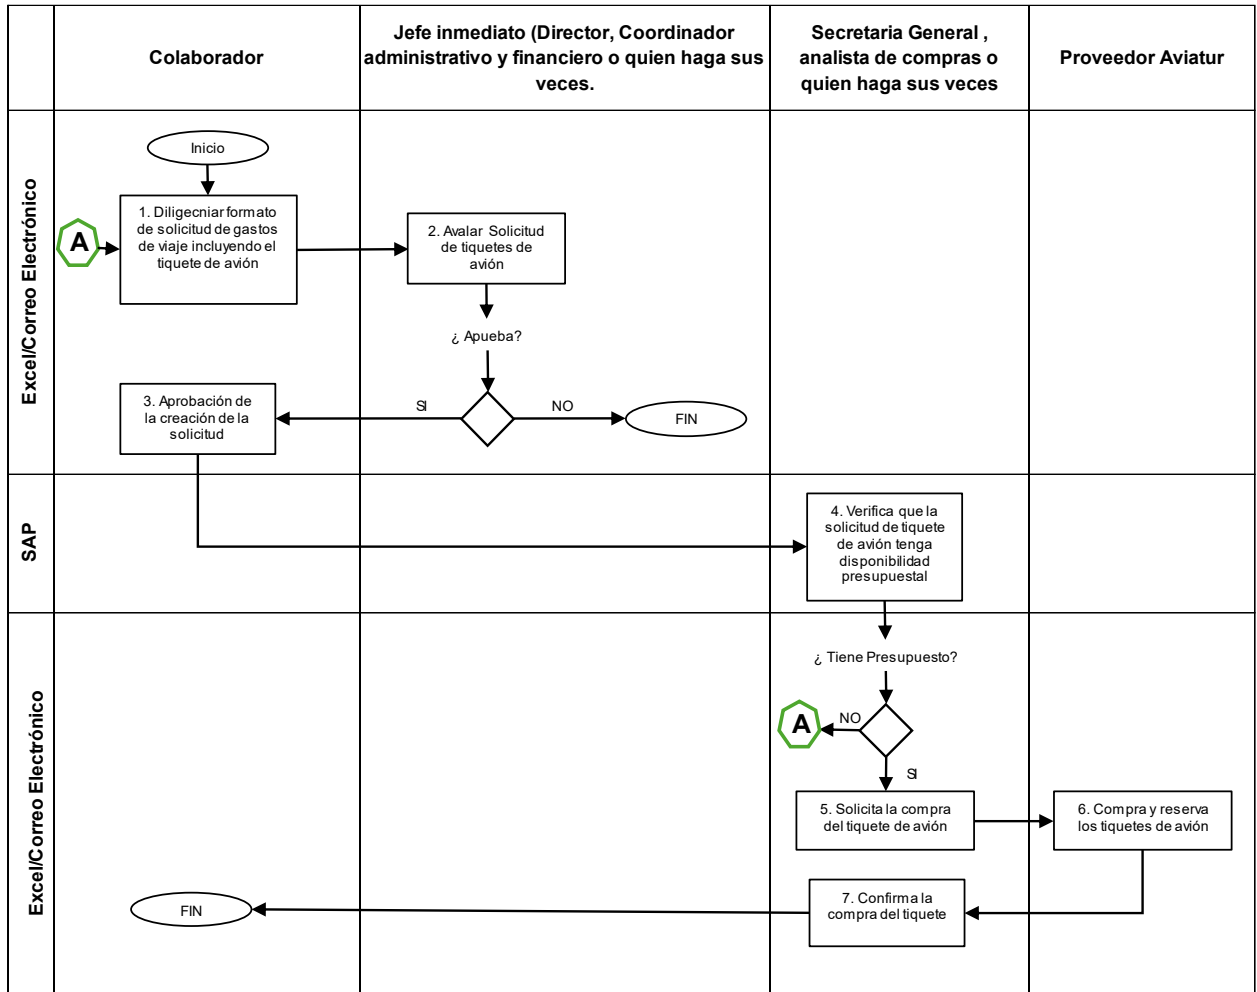 Colaborador
Jefe inmediato (Director, Coordinador
administrativo y financiero o quien haga sus
veces.
Secretaria General ,
analista de compras o
quien haga sus veces
Proveedor Aviatur
Excel/Correo Electrónico
Inicio
A
1. Diligecniar formato
de solicitud de gastos
de viaje incluyendo el
tiquete de avión
2. Avalar Solicitud
de tiquetes de
avión
¿ Apueba?
3. Aprobación de
la creación de la
solicitud
SI
NO
FIN
SAP
4. Verifica que la
solicitud de tiquete
de avión tenga
disponibilidad
presupuestal
Excel/Correo Electrónico
¿ Tiene Presupuesto?
A
NO
SI
5. Solicita la compra
del tiquete de avión
6. Compra y reserva
los tiquetes de avión
7. Confirma la
compra del tiquete
FIN